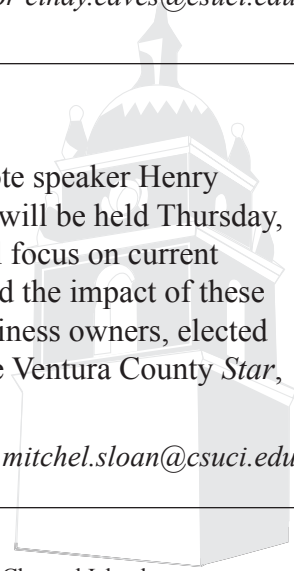 or cindy.eaves@csuci.edu
ote speaker Henry
will be held Thursday,
l focus on current
d the impact of these
iness owners, elected
e Ventura County Star,
mitchel.sloan@csuci.edu
Channel Islands